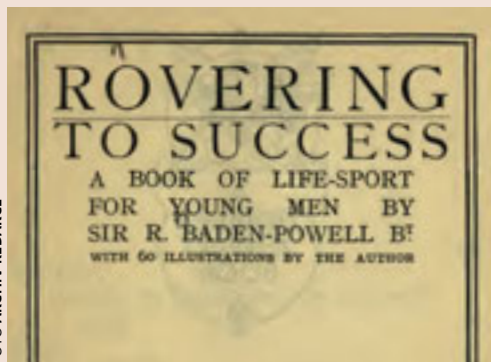 ROVERING
TO SUCCESS
A BOOK OF LIFE-SPORT
FOR YOUNG MEN BY
SIR R. BADEN-POWELL Bᵀ.
WITH 60 ILLUSTRATIONS BY THE AUTHOR